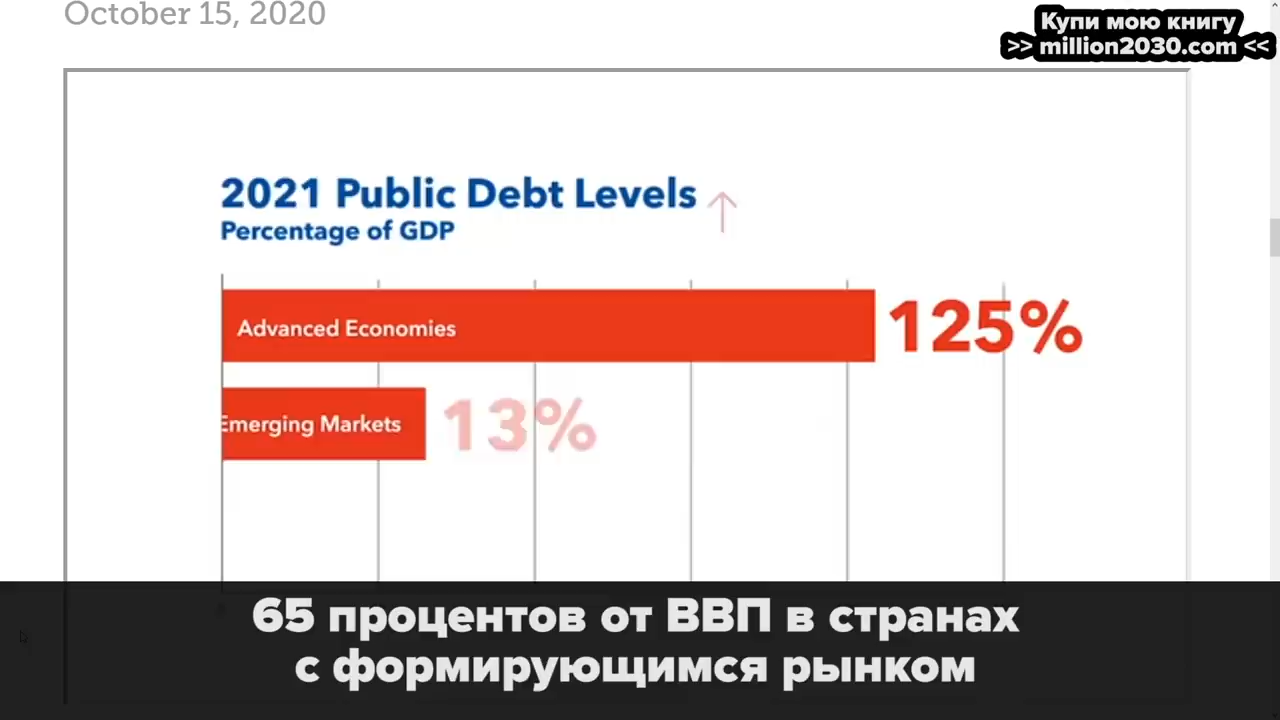 October 15, 2020
Купи мою книгу
>> million2030.com <<
2021 Public Debt Levels
Percentage of GDP
Advanced Economies
125%
Emerging Markets
13%
65 процентов от ВВП в странах
с формирующимся рынком